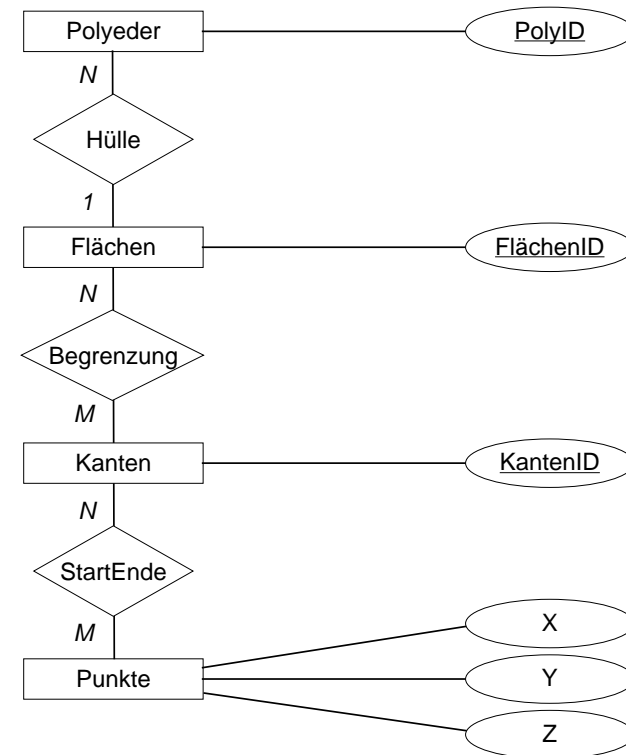 Polyeder
PolyID
N
Hülle
1
Flächen
FlächenID
N
Begrenzung
M
Kanten
KantenID
N
StartEnde
M
X
Punkte
Y
Z